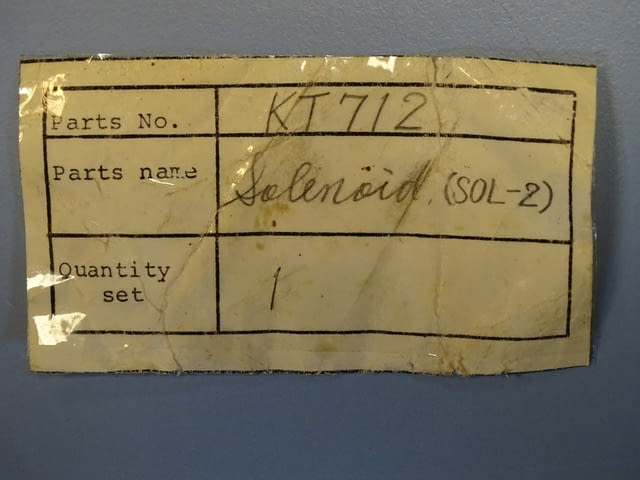 Parts No. KT712
Parts name Solenoid. (SOL-2)
Quantity set 1